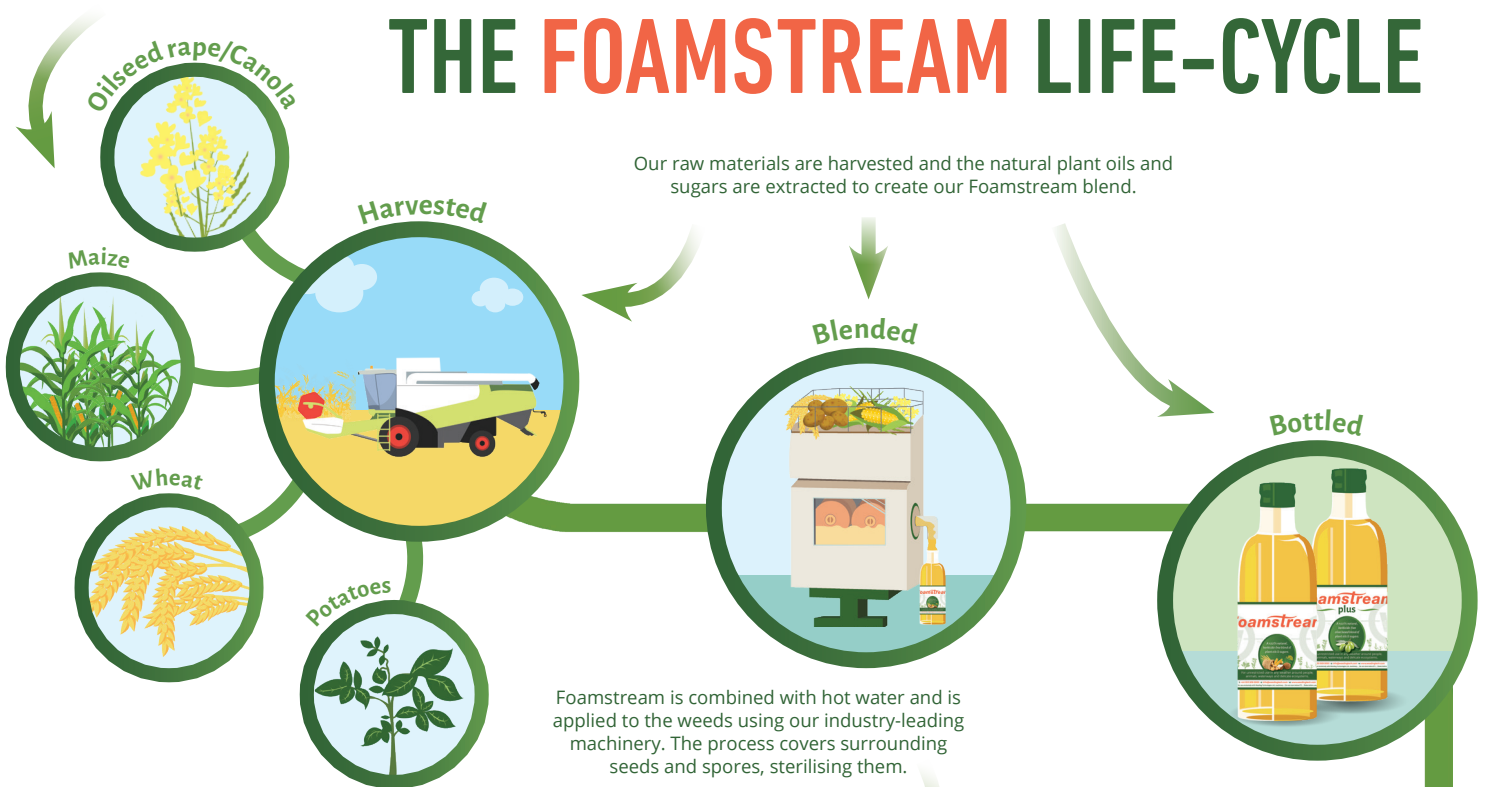 THE FOAMSTREAM LIFE-CYCLE
Oilseed rape/Canola
Our raw materials are harvested and the natural plant oils and
sugars are extracted to create our Foamstream blend.
Harvested
Maize
Blended
Bottled
Wheat
Potatoes
amstrean
plus
oamstrear
Foamstream is combined with hot water and is
applied to the weeds using our industry-leading
machinery. The process covers surrounding
seeds and spores, sterilising them.